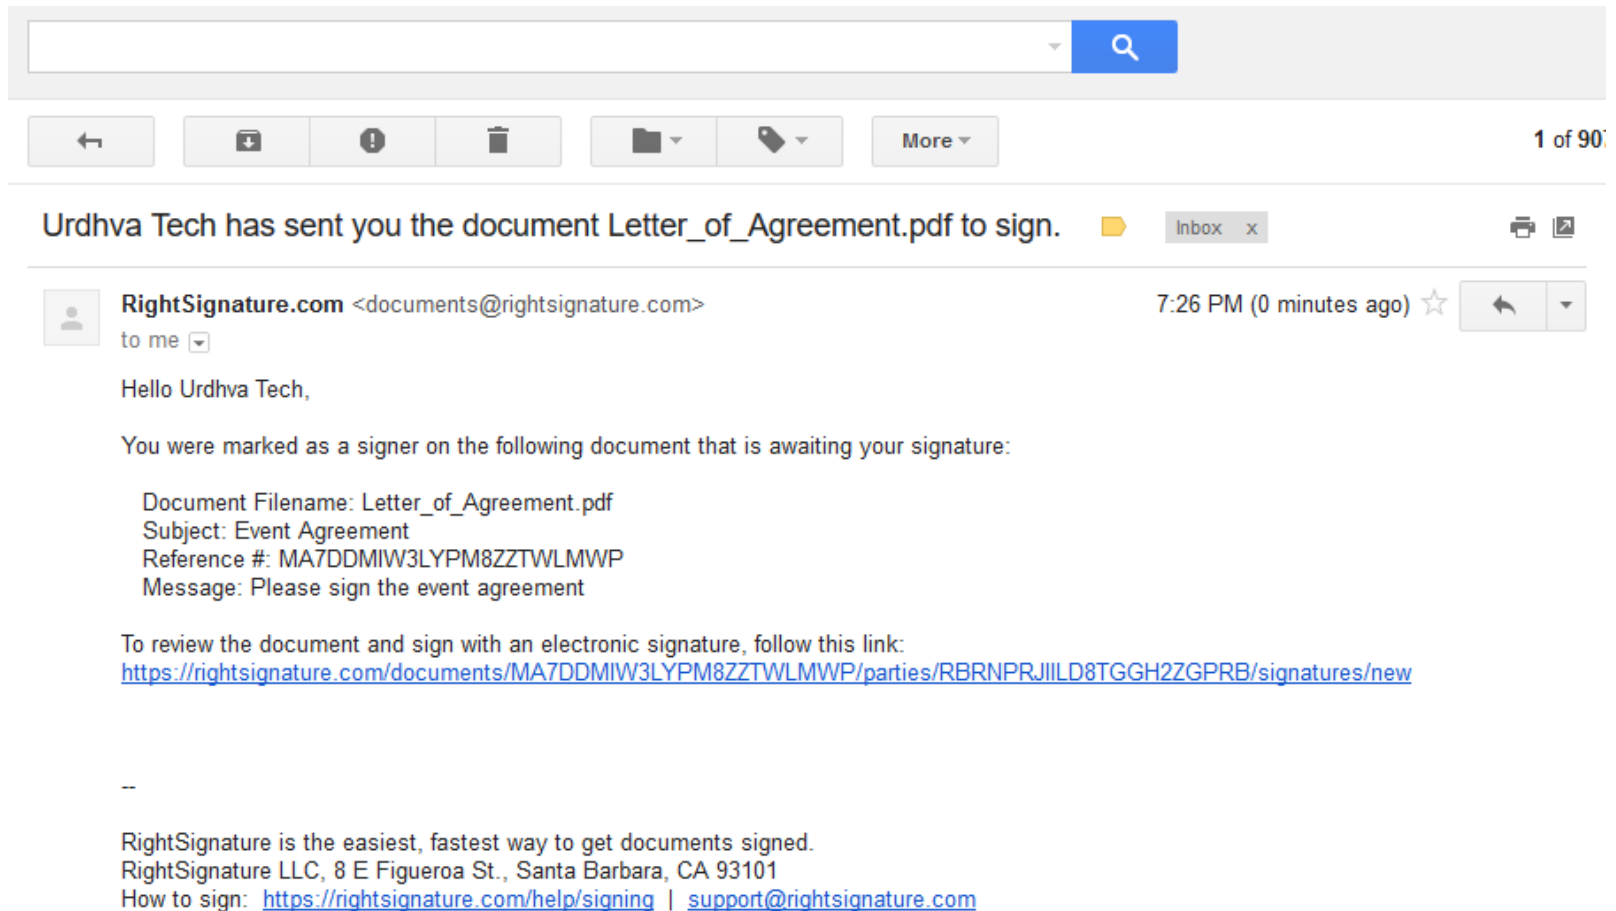 More
1 of 907
Urdhva Tech has sent you the document Letter_of_Agreement.pdf to sign.
Inbox x
RightSignature.com <documents@rightsignature.com>
7:26 PM (0 minutes ago)
to me
Hello Urdhva Tech,
You were marked as a signer on the following document that is awaiting your signature:
Document Filename: Letter_of_Agreement.pdf
Subject: Event Agreement
Reference #: MA7DDMIW3LYPM8ZZTWLMWP
Message: Please sign the event agreement
To review the document and sign with an electronic signature, follow this link:
https://rightsignature.com/documents/MA7DDMIW3LYPM8ZZTWLMWP/parties/RBRNPRJIILD8TGGH2ZGPRB/signatures/new
--
RightSignature is the easiest, fastest way to get documents signed.
RightSignature LLC, 8 E Figueroa St., Santa Barbara, CA 93101
How to sign: https://rightsignature.com/help/signing | support@rightsignature.com